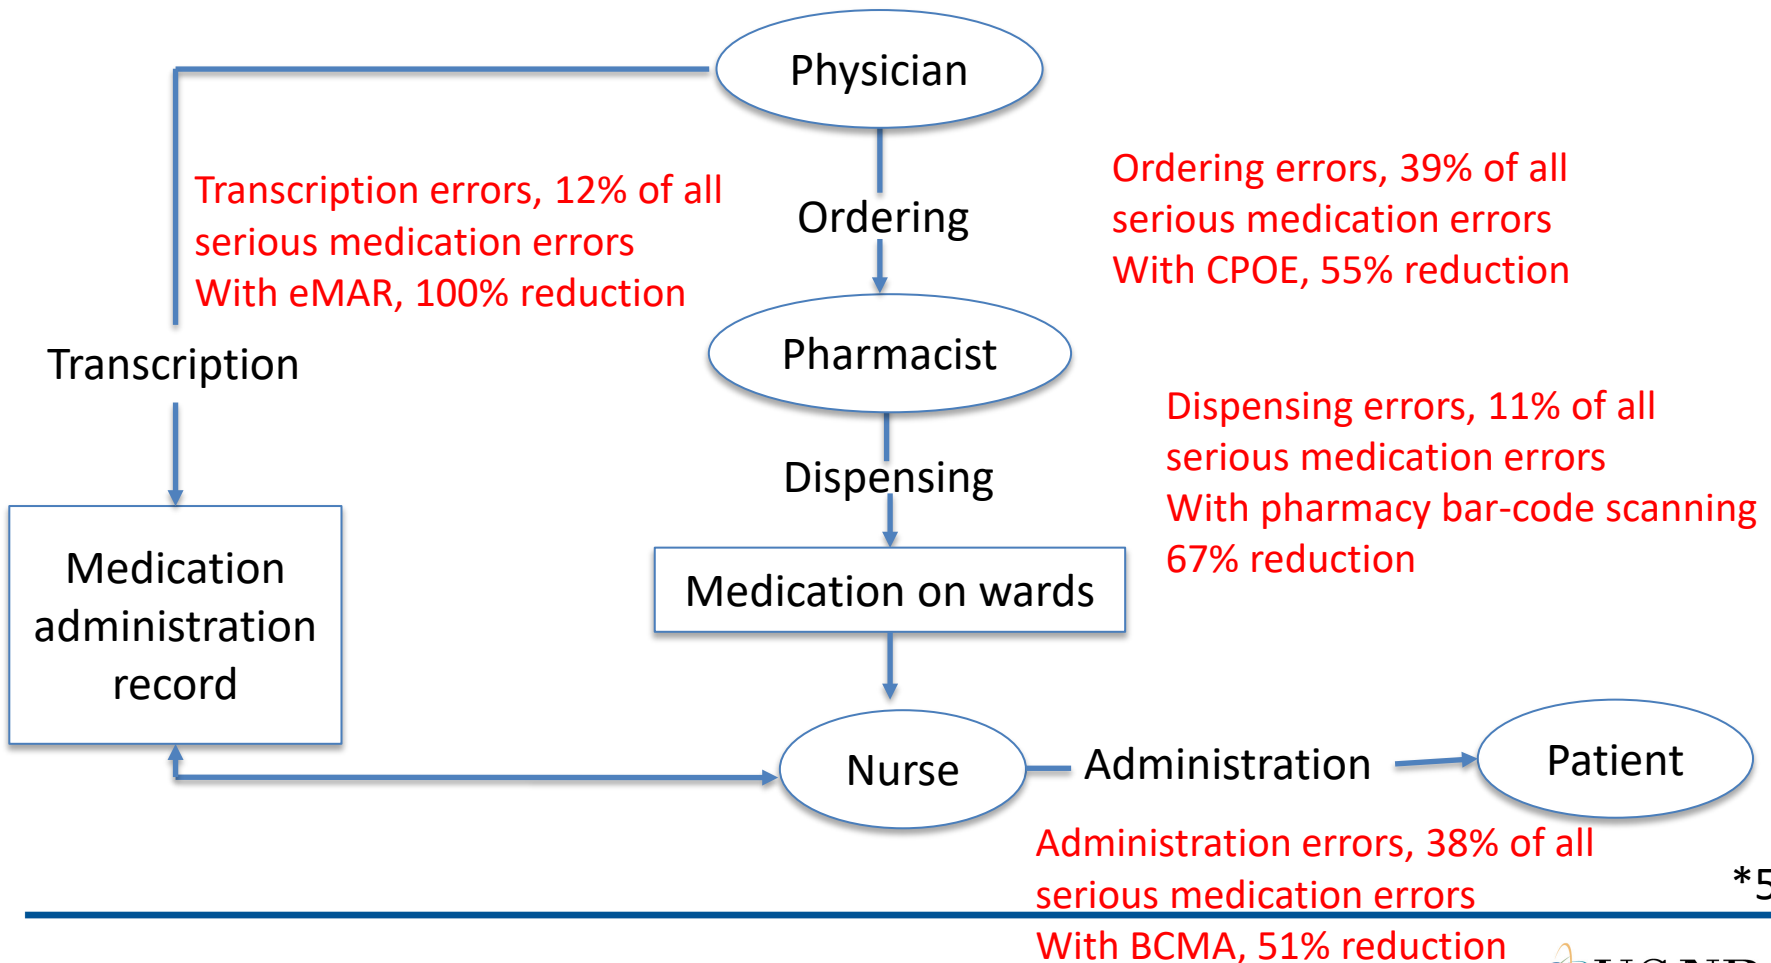 Physician
Transcription errors, 12% of all
serious medication errors
With eMAR, 100% reduction
Ordering
Ordering errors, 39% of all
serious medication errors
With CPOE, 55% reduction
Transcription
Pharmacist
Dispensing errors, 11% of all
serious medication errors
With pharmacy bar-code scanning
67% reduction
Dispensing
Medication
administration
record
Medication on wards
Nurse
Administration
Patient
Administration errors, 38% of all
serious medication errors
With BCMA, 51% reduction
*5